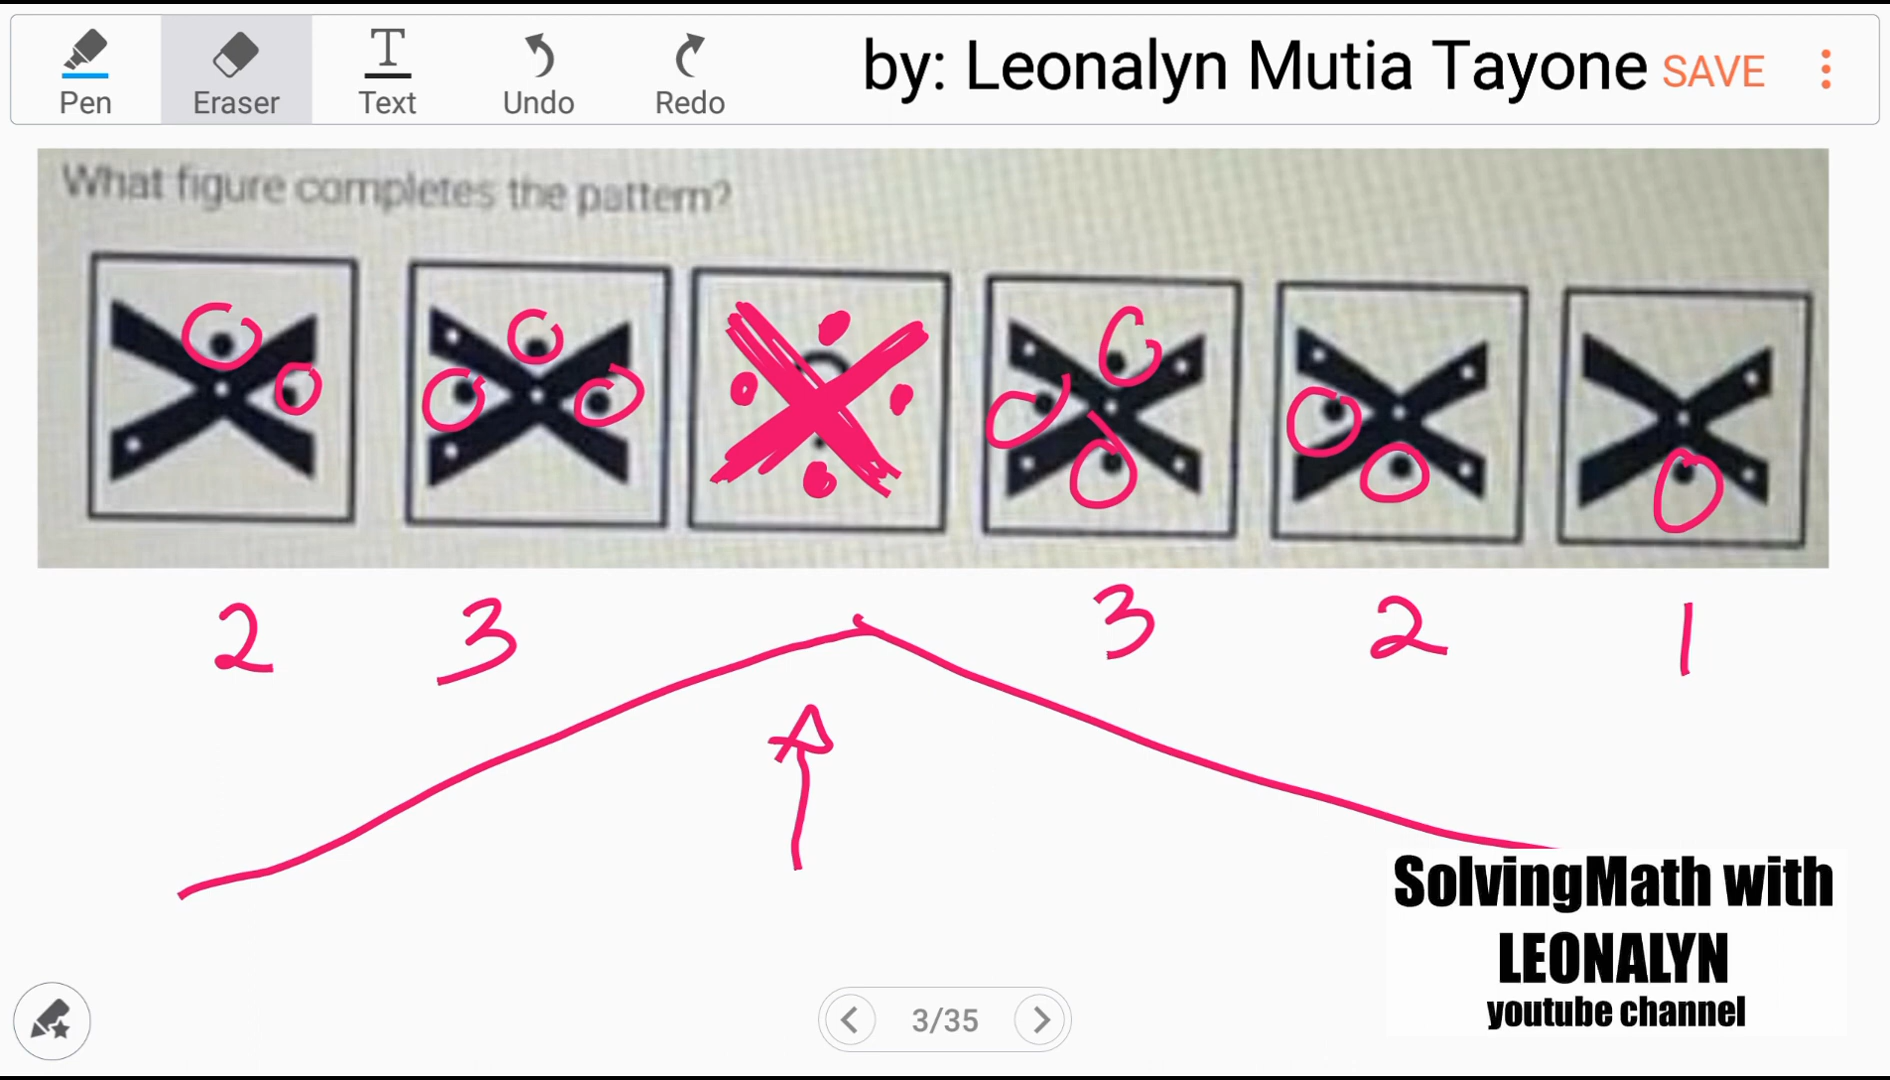 Pen
Eraser
T
Text
Undo
Redo
by: Leonalyn Mutia Tayone
SAVE
What figure completes the pattern?
2 3 3 2 1
SolvingMath with
LEONALYN
youtube channel
3/35